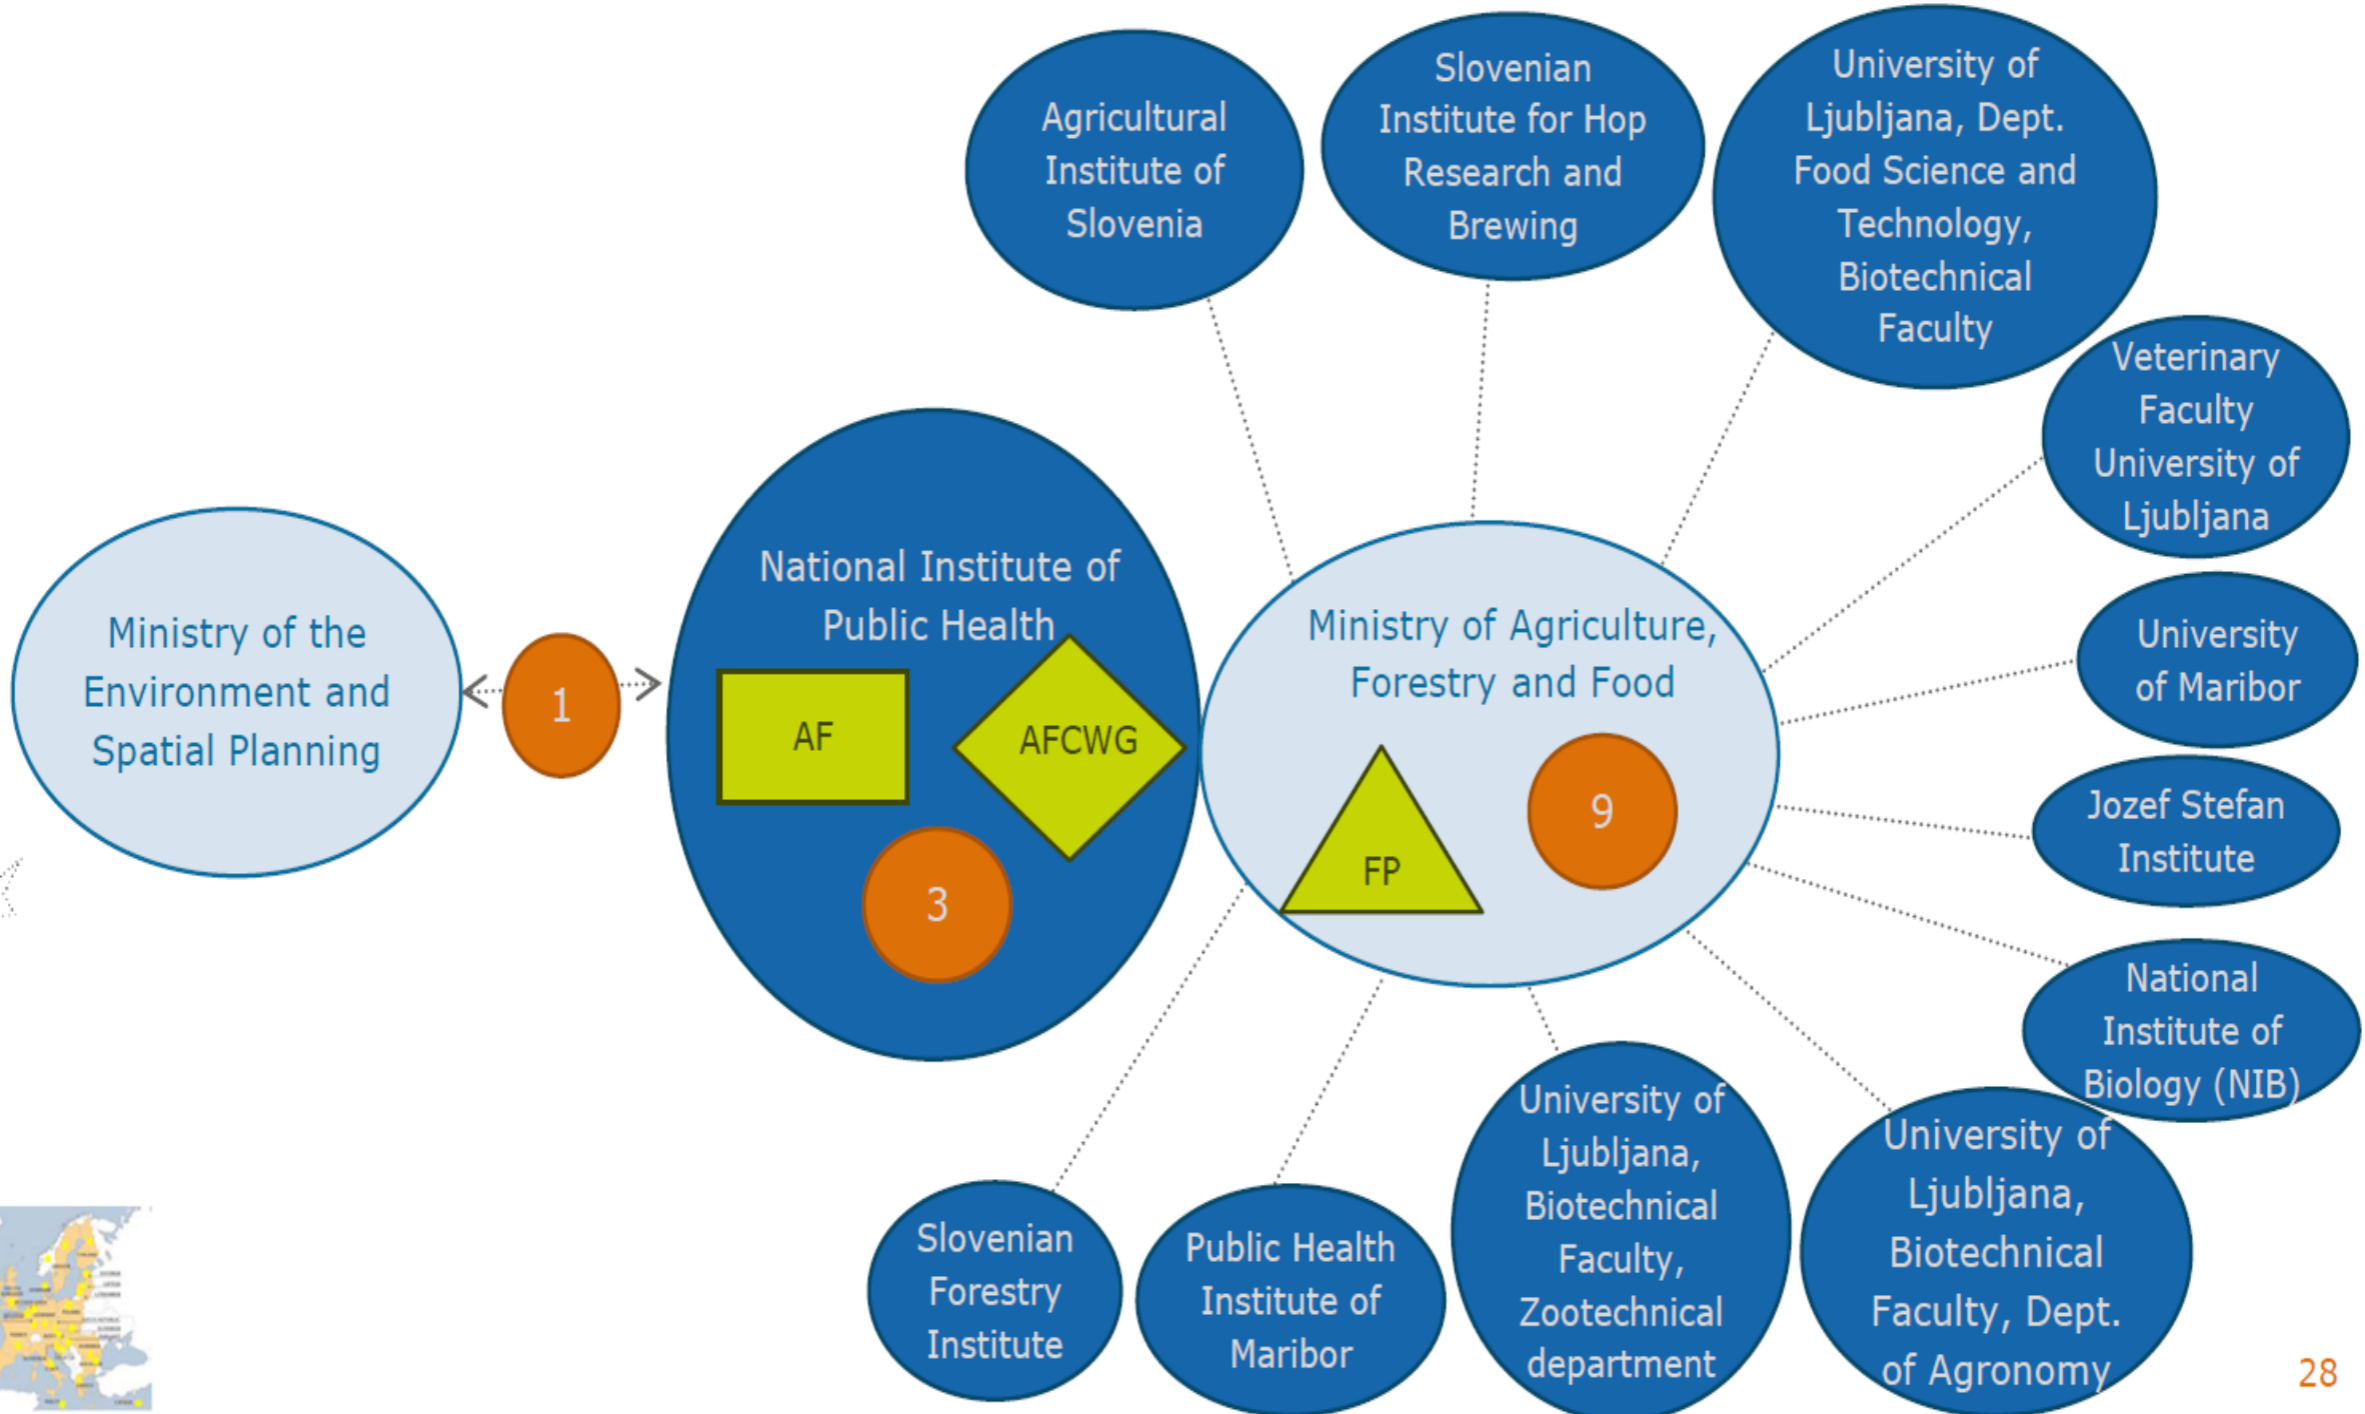 Agricultural
Institute of
Slovenia
Slovenian
Institute for Hop
Research and
Brewing
University of
Ljubljana, Dept.
Food Science and
Technology,
Biotechnical
Faculty
Veterinary
Faculty
University of
Ljubljana
University
of Maribor
Jozef Stefan
Institute
National
Institute of
Biology (NIB)
Ministry of the
Environment and
Spatial Planning
1
National Institute of
Public Health
AF
AFCWG
3
Ministry of Agriculture,
Forestry and Food
FP
9
Slovenian
Forestry
Institute
Public Health
Institute of
Maribor
University of
Ljubljana,
Biotechnical
Faculty,
Zootechnical
department
University of
Ljubljana,
Biotechnical
Faculty, Dept.
of Agronomy
28